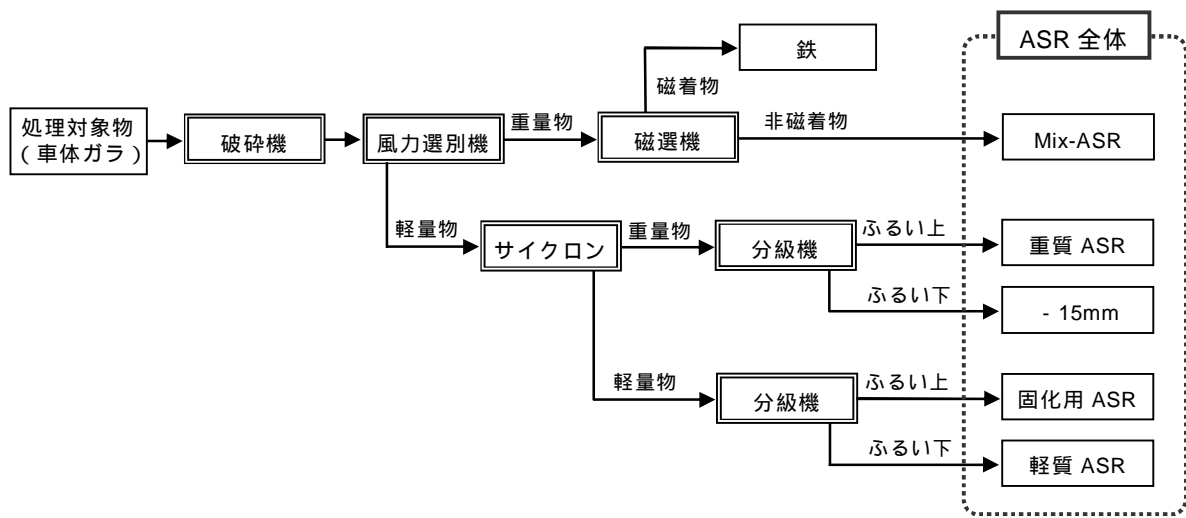 ASR 全体
鉄
磁着物
処理対象物
（車体ガラ）
破砕機
風力選別機
重量物
磁選機
非磁着物
Mix-ASR
軽量物
サイクロン
重量物
分級機
ふるい上
重質 ASR
ふるい下
- 15mm
軽量物
分級機
ふるい上
固化用 ASR
ふるい下
軽質 ASR